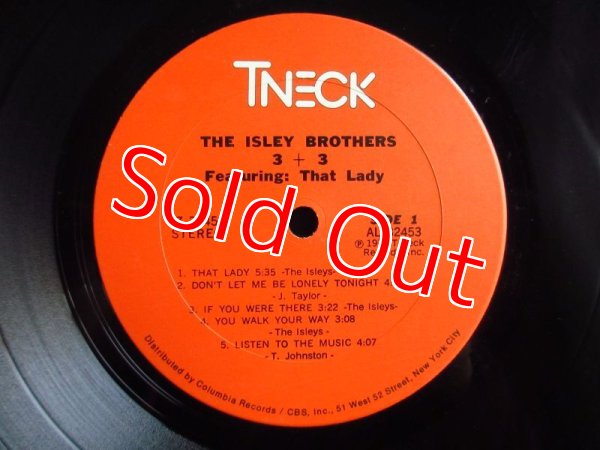 TNECK
THE ISLEY BROTHERS
3 + 3
Featuring: That Lady
STEREO
SIDE 1
AL 32453
Sold Out
1. THAT LADY 5:35 -The Isleys-
2. DON'T LET ME BE LONELY TONIGHT
- J. Taylor -
3. IF YOU WERE THERE 3:22 -The Isleys-
4. YOU WALK YOUR WAY 3:08
- The Isleys -
5. LISTEN TO THE MUSIC 4:07
- T. Johnston -
Distributed by Columbia Records / CBS, Inc., 51 West 52 Street, New York City